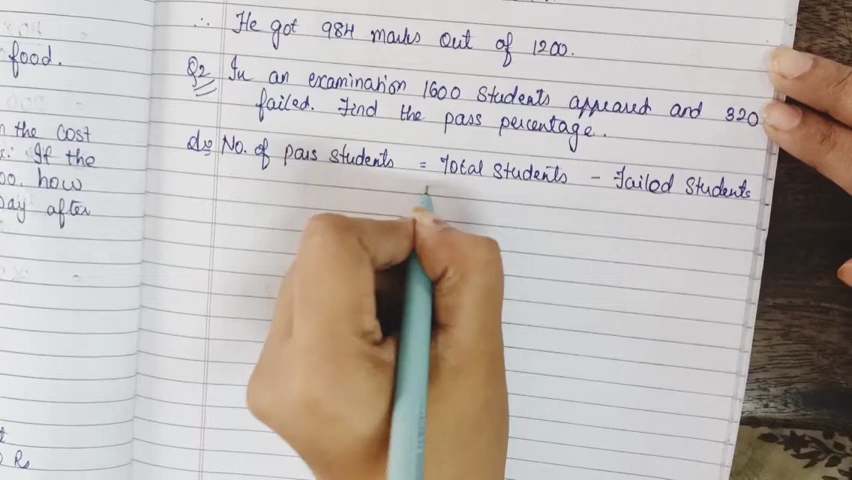 food.
the cost
If the
how
Day after
∴ He got 984 marks out of 1200.
Q2 In an examination 1600 students appeared and 320
failed. Find the pass percentage.
No. of pass students = Total students - Failed students